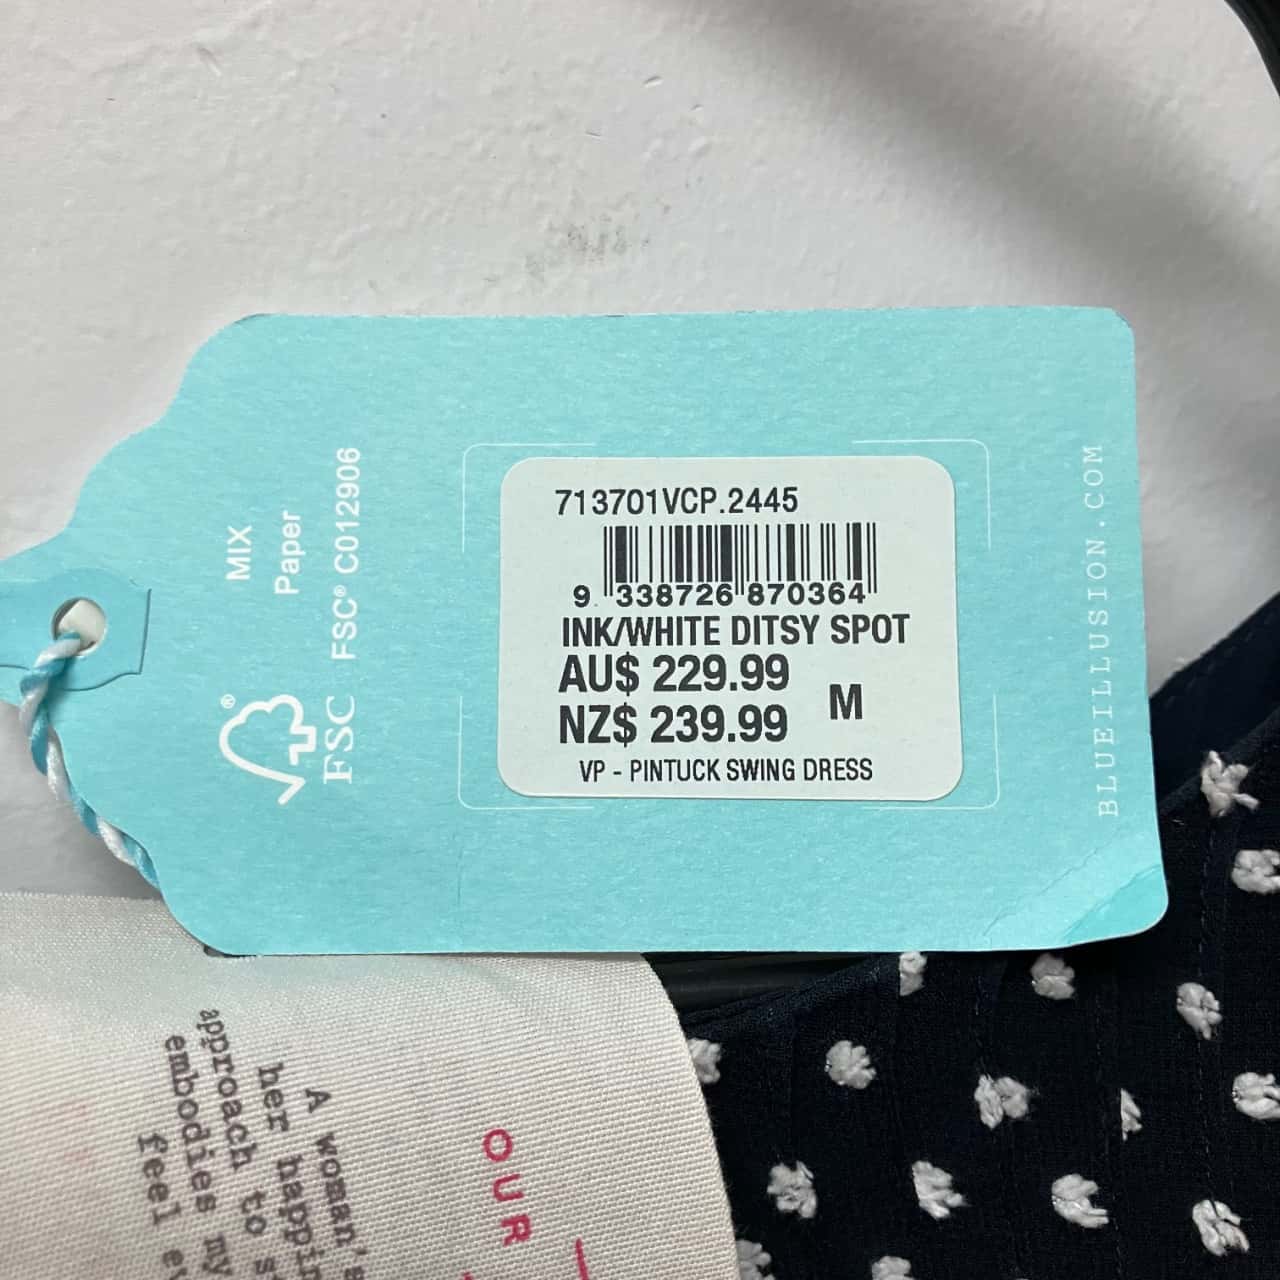 713701VCP.2445
9 338726 870364
INK/WHITE DITSY SPOT
AU$ 229.99
NZ$ 239.99
M
VP - PINTUCK SWING DRESS
MIX
Paper
FSC® C012906
®
FSC
BLUEILLUSION.COM
OUR
A woman's
her happin
approach to s
embodies my
feel ev